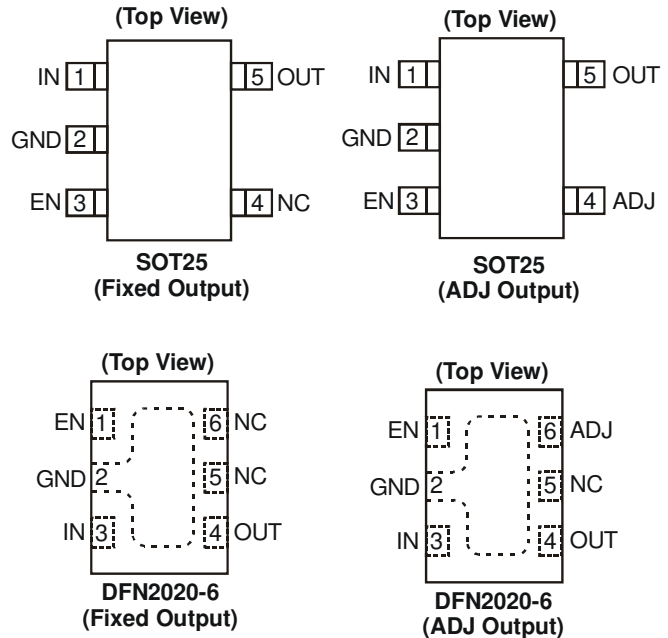 (Top View)
IN 1
5 OUT
GND 2
EN 3
4 NC
SOT25
(Fixed Output)
(Top View)
IN 1
5 OUT
GND 2
EN 3
4 ADJ
SOT25
(ADJ Output)
(Top View)
EN 1
6 NC
GND 2
5 NC
IN 3
4 OUT
DFN2020-6
(Fixed Output)
(Top View)
EN 1
6 ADJ
GND 2
5 NC
IN 3
4 OUT
DFN2020-6
(ADJ Output)